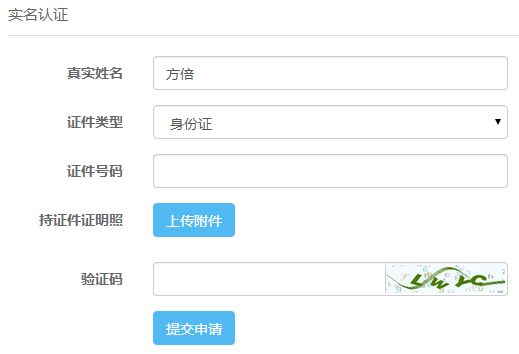 实名认证
真实姓名 方倍
证件类型 身份证
证件号码
持证件证明照 上传附件
验证码
提交申请